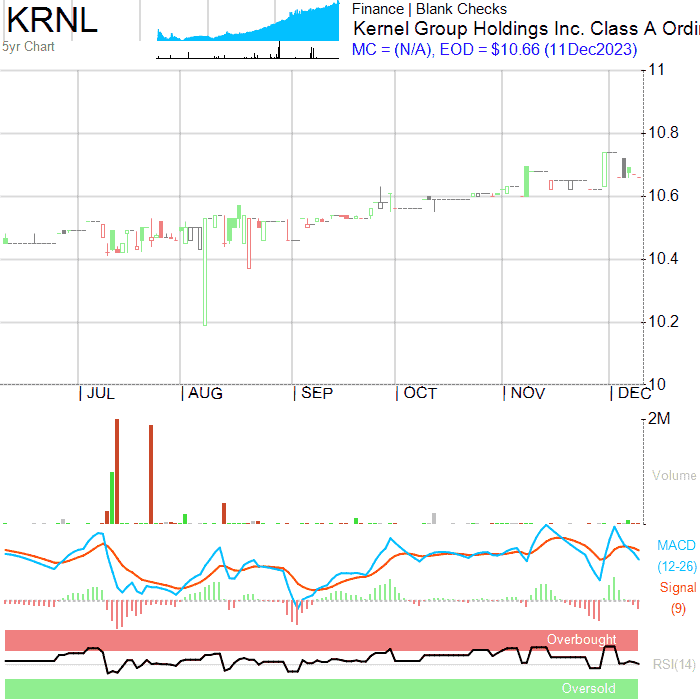 KRNL
5yr Chart
Finance | Blank Checks
Kernel Group Holdings Inc. Class A Ordi
MC = (N/A), EOD = $10.66 (11Dec2023)
11
10.8
10.6
10.4
10.2
10
| JUL | AUG | SEP | OCT | NOV | DEC
2M
Volume
MACD
(12-26)
Signal
(9)
Overbought
RSI(14)
Oversold